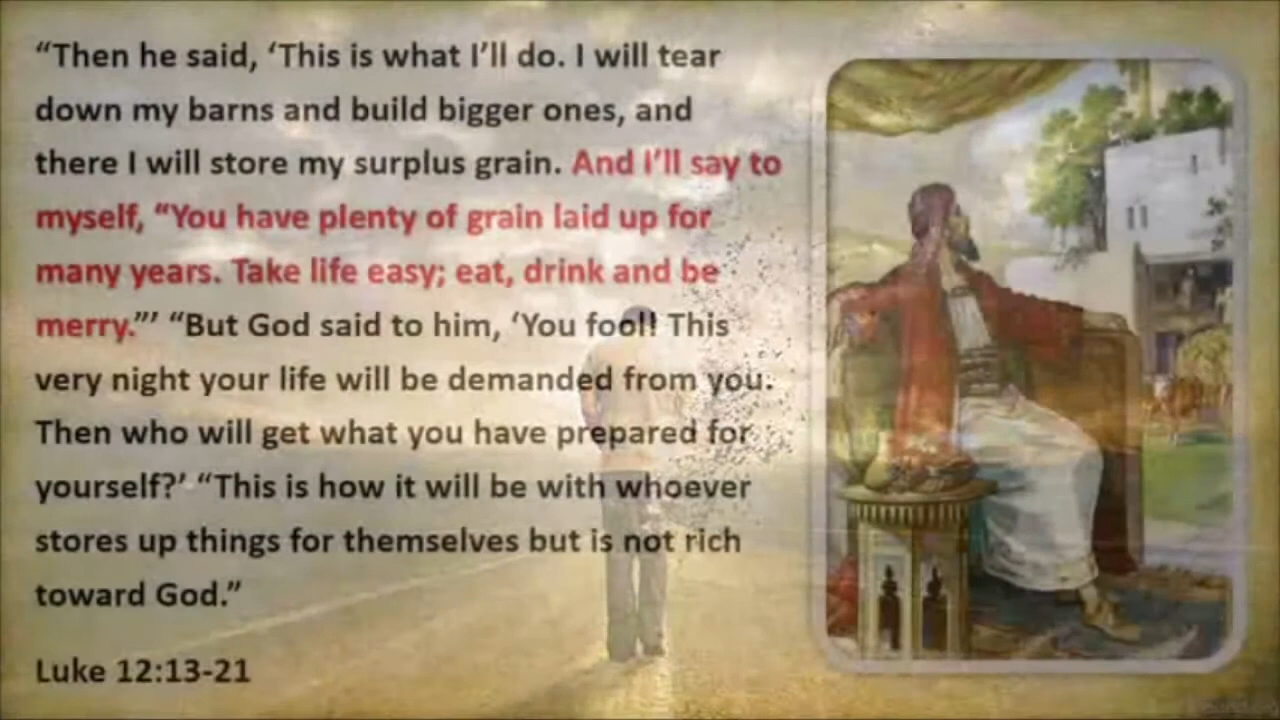 “Then he said, ‘This is what I’ll do. I will tear
down my barns and build bigger ones, and
there I will store my surplus grain. And I’ll say to
myself, “You have plenty of grain laid up for
many years. Take life easy; eat, drink and be
merry.”’ “But God said to him, ‘You fool! This
very night your life will be demanded from you.
Then who will get what you have prepared for
yourself?’ “This is how it will be with whoever
stores up things for themselves but is not rich
toward God.”
Luke 12:13-21